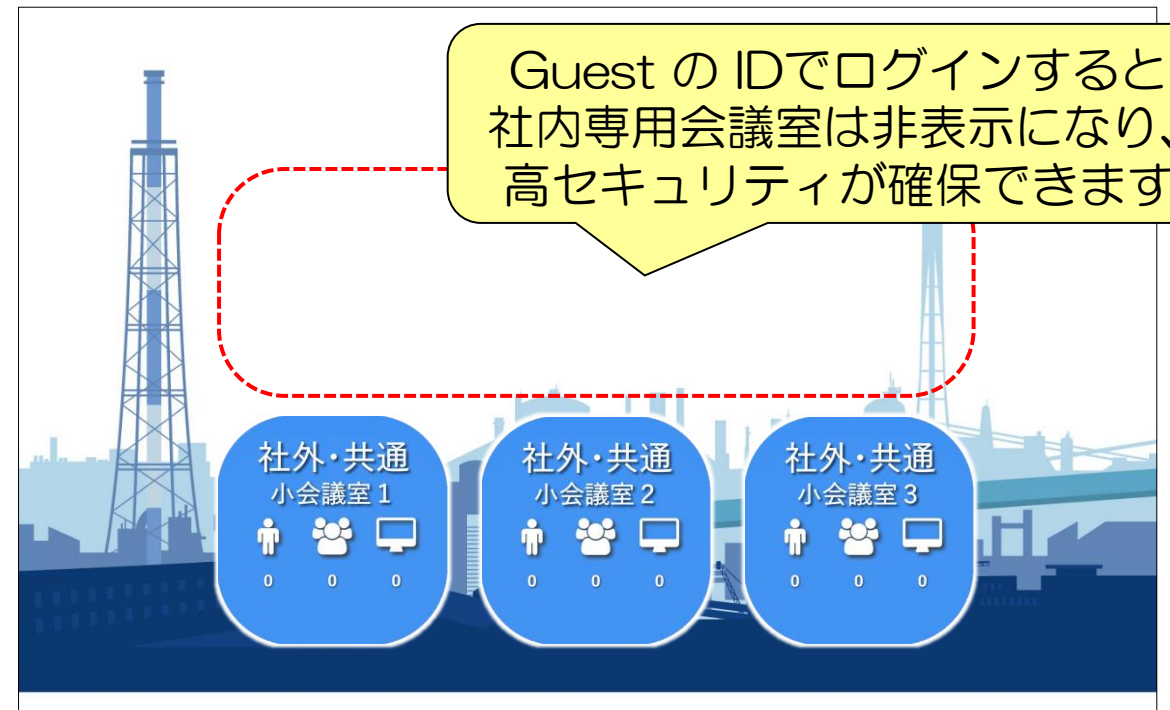 Guest の IDでログインすると
社内専用会議室は非表示になり、
高セキュリティが確保できます
社外・共通
小会議室1
0 0 0
社外・共通
小会議室2
0 0 0
社外・共通
小会議室3
0 0 0